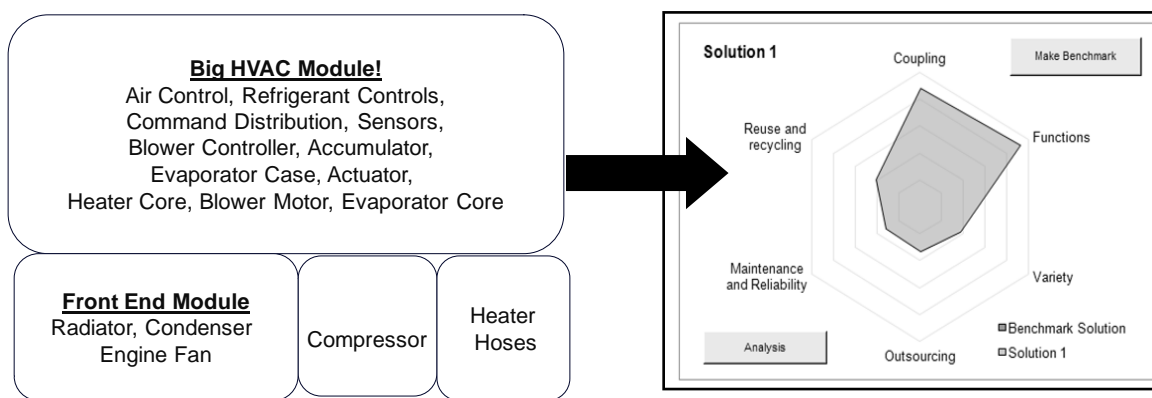 Big HVAC Module!
Air Control, Refrigerant Controls,
Command Distribution, Sensors,
Blower Controller, Accumulator,
Evaporator Case, Actuator,
Heater Core, Blower Motor, Evaporator Core
Front End Module
Radiator, Condenser
Engine Fan
Compressor
Heater
Hoses
Solution 1
Make Benchmark
Coupling
Functions
Variety
Outsourcing
Maintenance
and Reliability
Reuse and
recycling
Analysis
Benchmark Solution
Solution 1